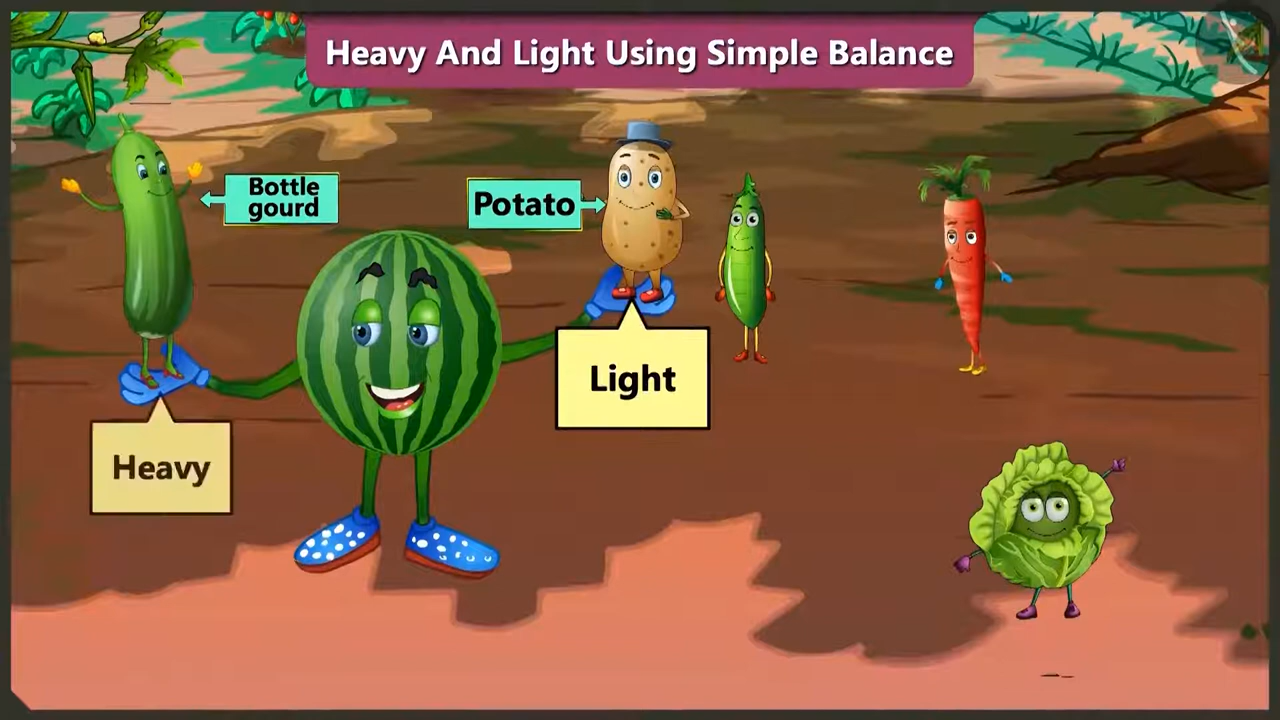 Heavy And Light Using Simple Balance
Bottle
gourd
Potato
Light
Heavy